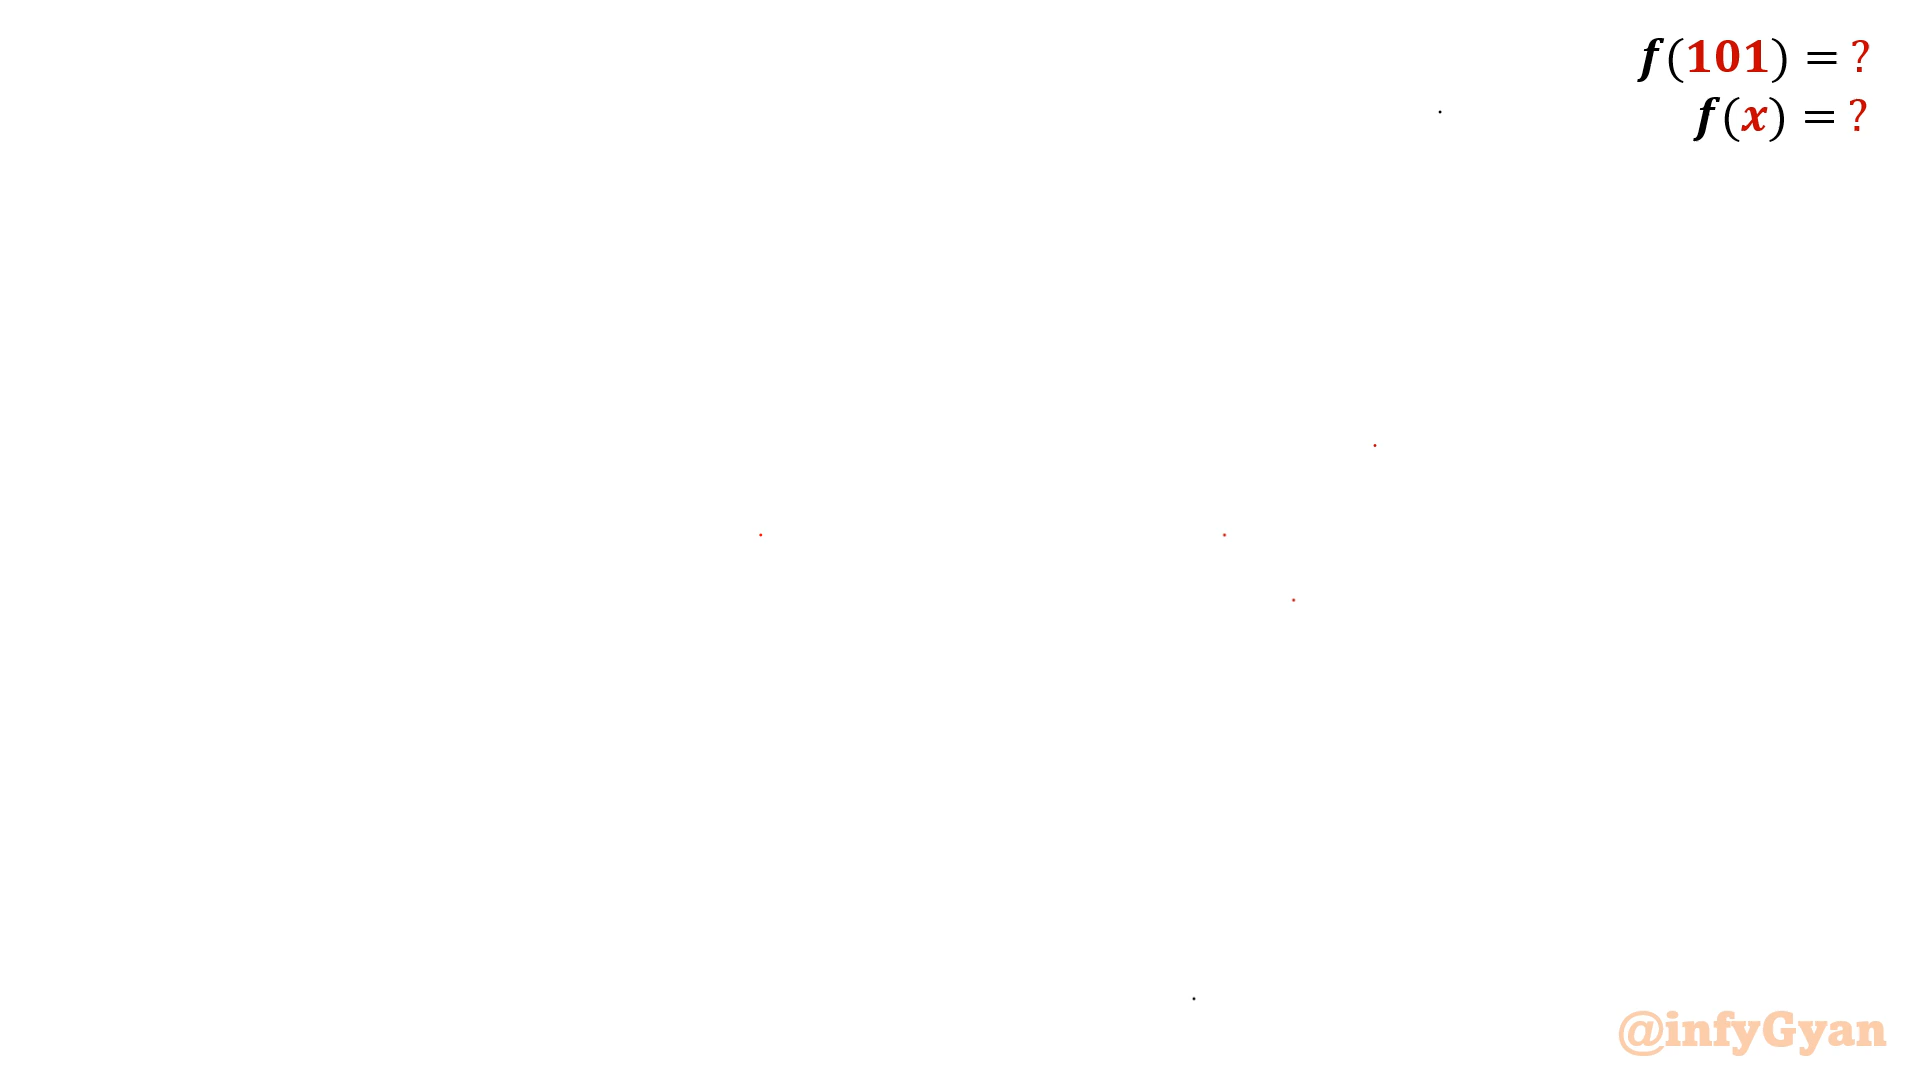 f(101) = ?
f(x) = ?
@infyGyan